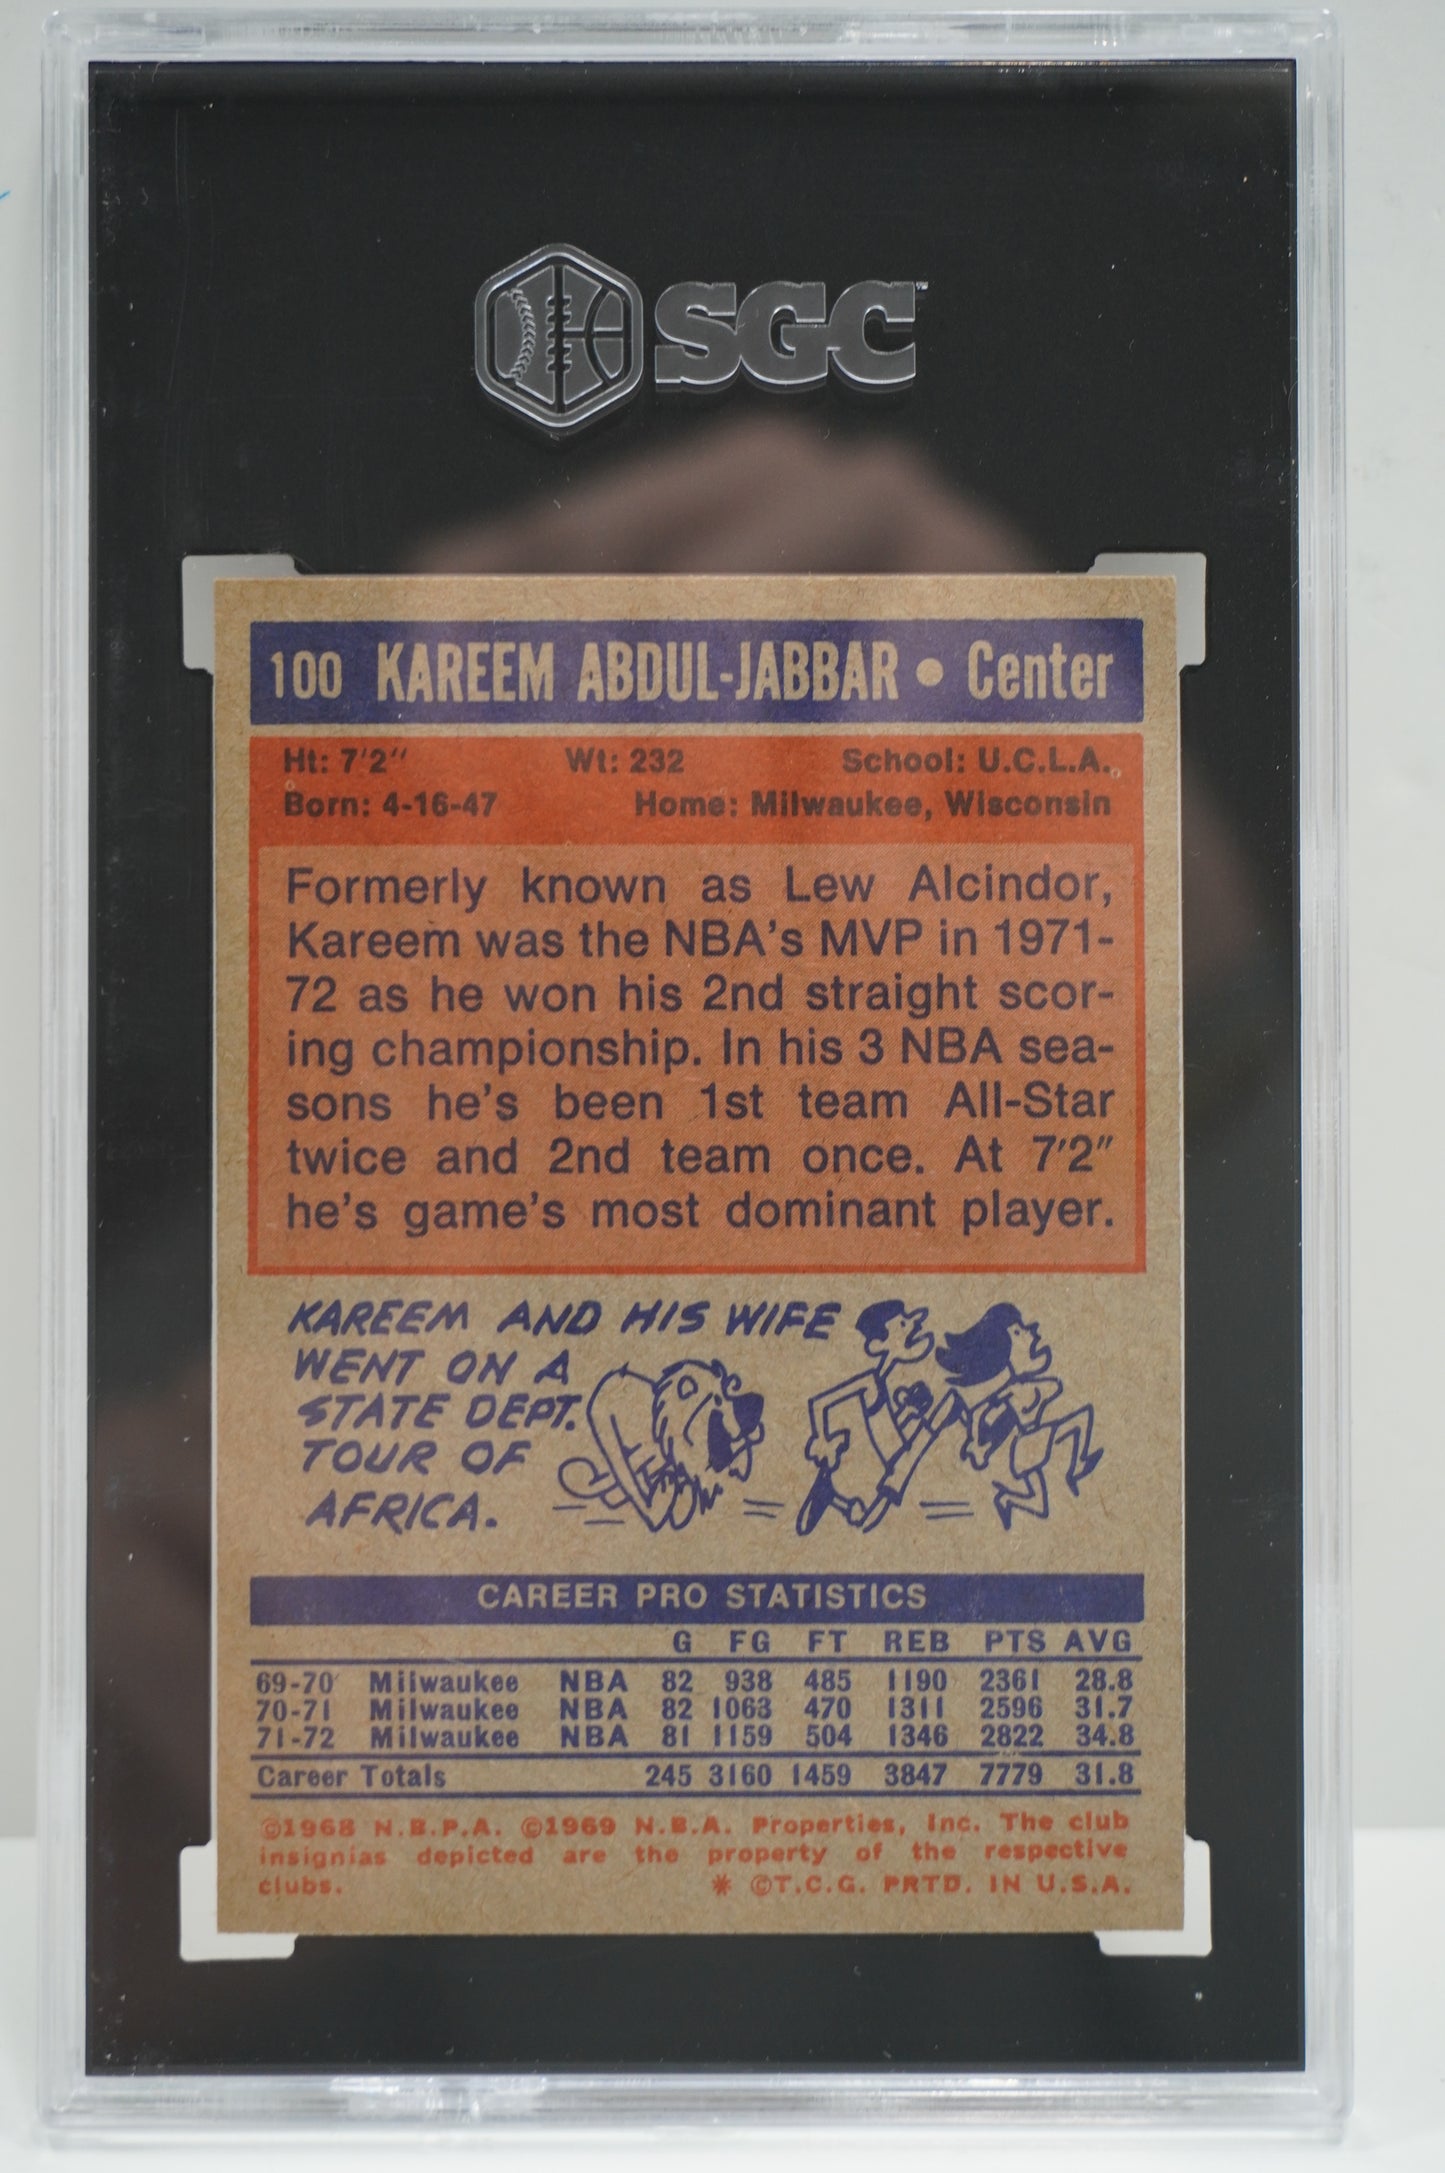 SGC™
100 KAREEM ABDUL-JABBAR • Center
Ht: 7'2" Wt: 232 School: U.C.L.A.
Born: 4-16-47 Home: Milwaukee, Wisconsin
Formerly known as Lew Alcindor,
Kareem was the NBA's MVP in 1971-
72 as he won his 2nd straight scor-
ing championship. In his 3 NBA sea-
sons he's been 1st team All-Star
twice and 2nd team once. At 7'2"
he's game's most dominant player.
KAREEM AND HIS WIFE
WENT ON A
STATE DEPT.
TOUR OF
AFRICA.
CAREER PRO STATISTICS
G FG FT REB PTS AVG
69-70 Milwaukee NBA 82 938 485 1190 2361 28.8
70-71 Milwaukee NBA 82 1063 470 1311 2596 31.7
71-72 Milwaukee NBA 81 1159 504 1346 2822 34.8
Career Totals 245 3160 1459 3847 7779 31.8
©1968 N.B.P.A. ©1969 N.B.A. Properties, Inc. The club
insignias depicted are the property of the respective
clubs. * ©T.C.G. PRTD. IN U.S.A.